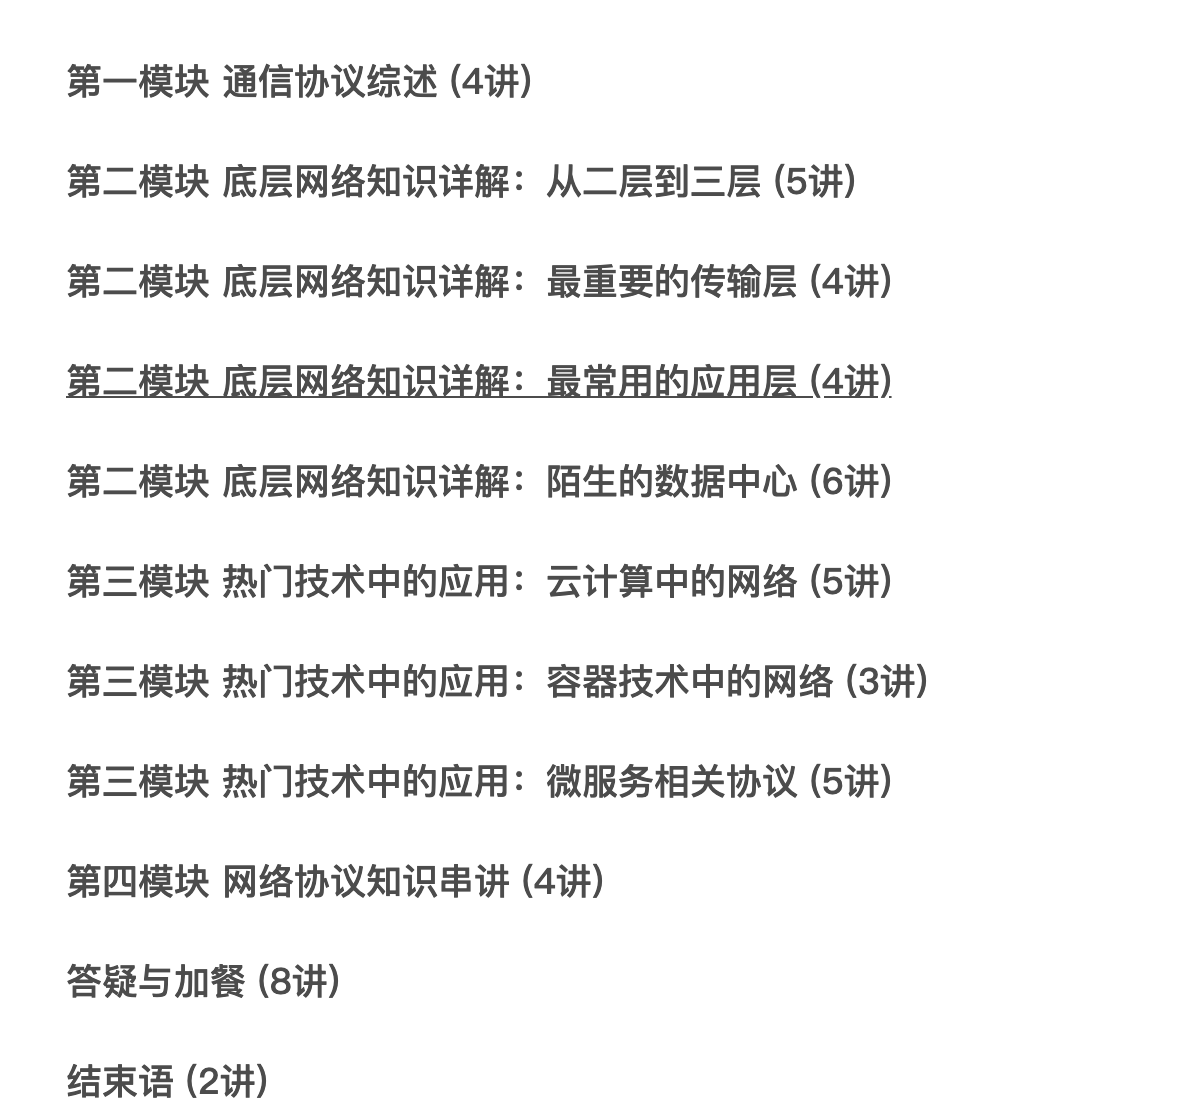 第一模块 通信协议综述 (4讲)
第二模块 底层网络知识详解：从二层到三层 (5讲)
第二模块 底层网络知识详解：最重要的传输层 (4讲)
第二模块 底层网络知识详解：最常用的应用层 (4讲)
第二模块 底层网络知识详解：陌生的数据中心 (6讲)
第三模块 热门技术中的应用：云计算中的网络 (5讲)
第三模块 热门技术中的应用：容器技术中的网络 (3讲)
第三模块 热门技术中的应用：微服务相关协议 (5讲)
第四模块 网络协议知识串讲 (4讲)
答疑与加餐 (8讲)
结束语 (2讲)